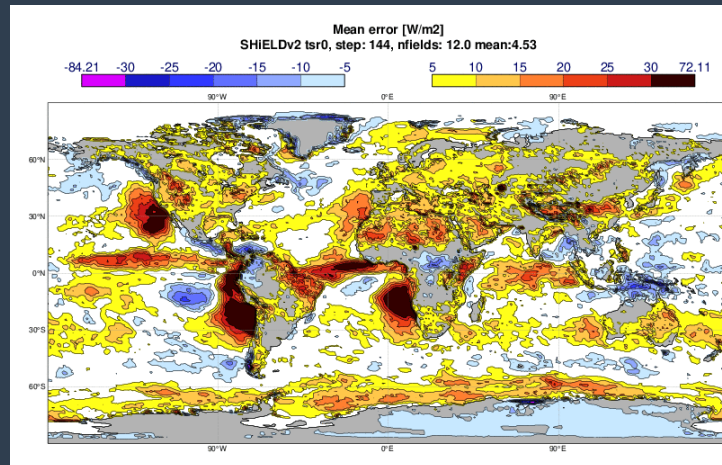 Mean error [W/m2]
SHiELDv2 tsr0, step: 144, nfields: 12.0 mean:4.53
-84.21 -30 -25 -20 -15 -10 -5 5 10 15 20 25 30 72.11
90°W 0°E 90°E
60°N
30°N
0°N
30°S
60°S
90°W 0°E 90°E